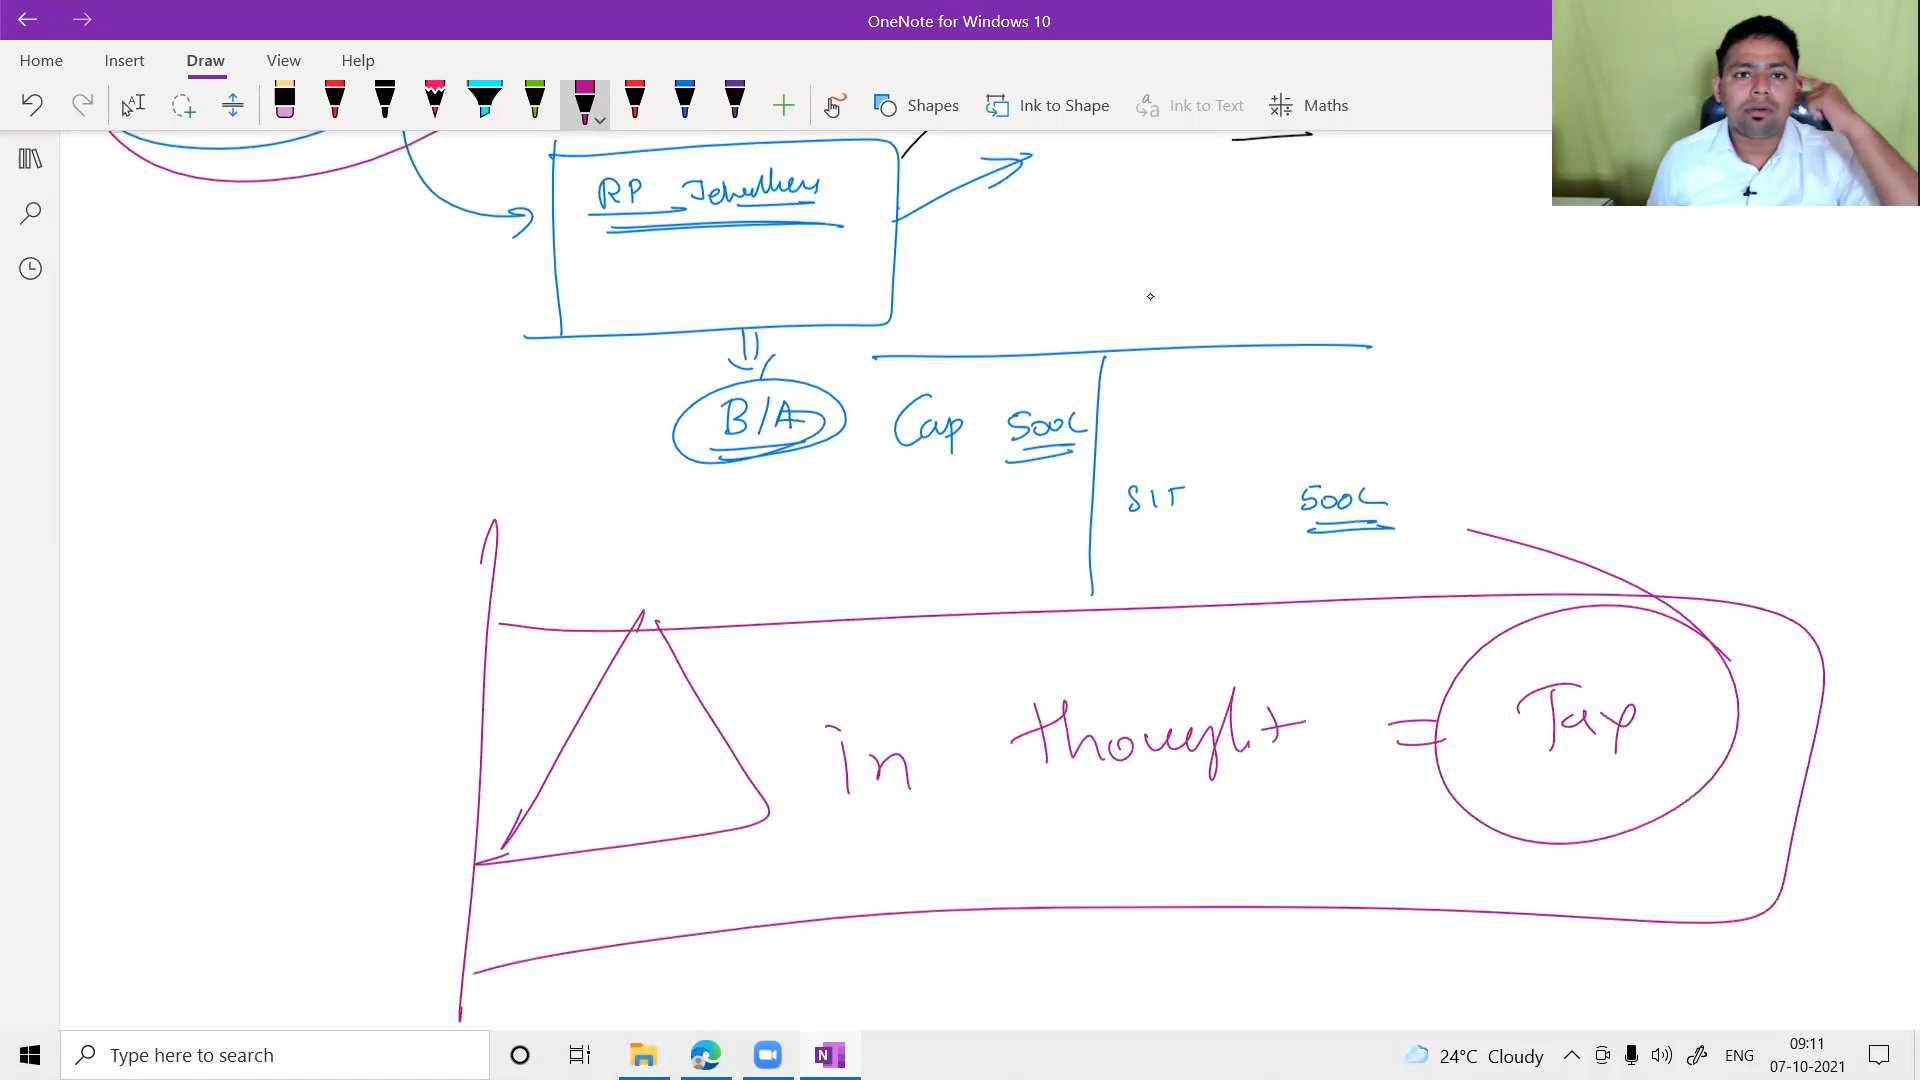 OneNote for Windows 10
Home Insert Draw View Help
Shapes Ink to Shape Ink to Text Maths
RP Jewellers
B/A Cap 500L
SIT 500L
in thought = Tax
Type here to search
24°C Cloudy ENG 09:11
07-10-2021